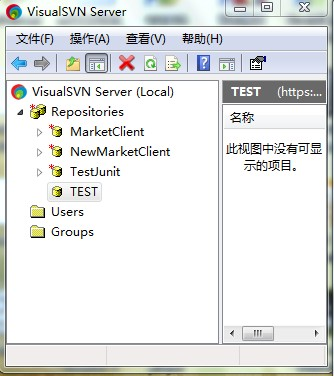 VisualSVN Server
文件(F) 操作(A) 查看(V) 帮助(H)
VisualSVN Server (Local)
Repositories
MarketClient
NewMarketClient
TestJunit
TEST
Users
Groups
TEST (https:...
名称
此视图中没有可显
示的项目。